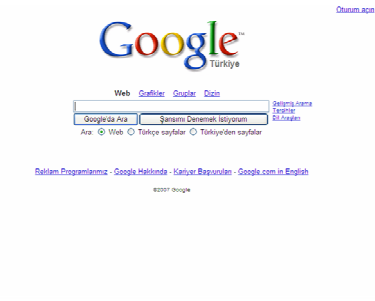 Oturum açın
Google™
Türkiye
Web Grafikler Gruplar Dizin
Gelişmiş Arama
Tercihler
Dil Araçları
Google'da Ara Şansımı Denemek İstiyorum
Ara: Web Türkçe sayfalar Türkiye'den sayfalar
Reklam Programlarımız - Google Hakkında - Kariyer Başvuruları - Google.com in English
©2007 Google